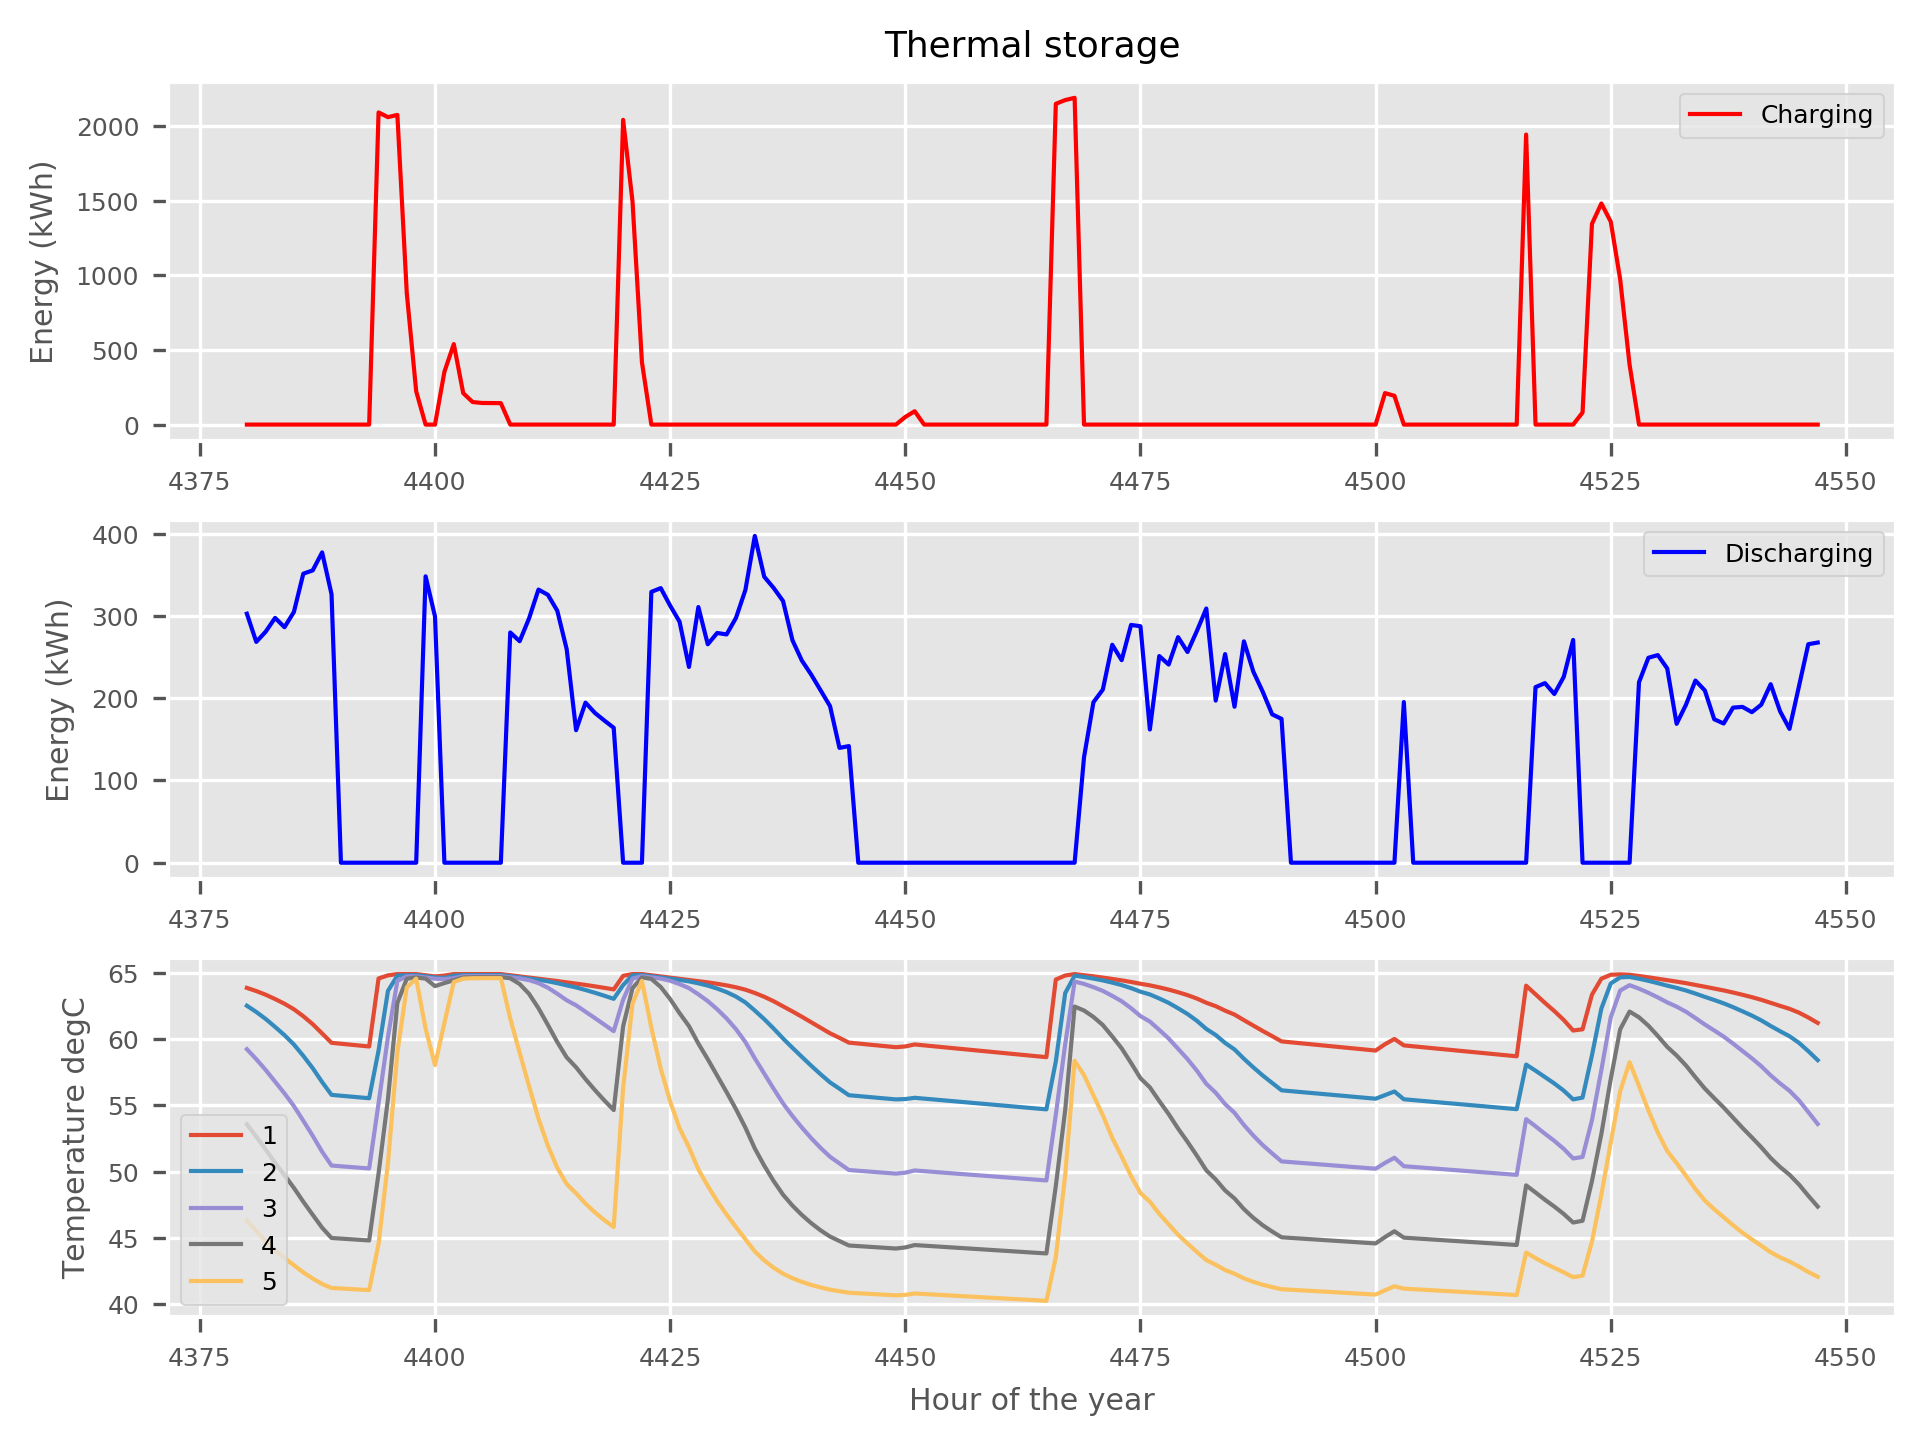 Thermal storage
Energy (kWh)
2000
1500
1000
500
0
Charging
4375 4400 4425 4450 4475 4500 4525 4550
Energy (kWh)
400
300
200
100
0
Discharging
4375 4400 4425 4450 4475 4500 4525 4550
Temperature degC
65
60
55
50
45
40
1
2
3
4
5
4375 4400 4425 4450 4475 4500 4525 4550
Hour of the year